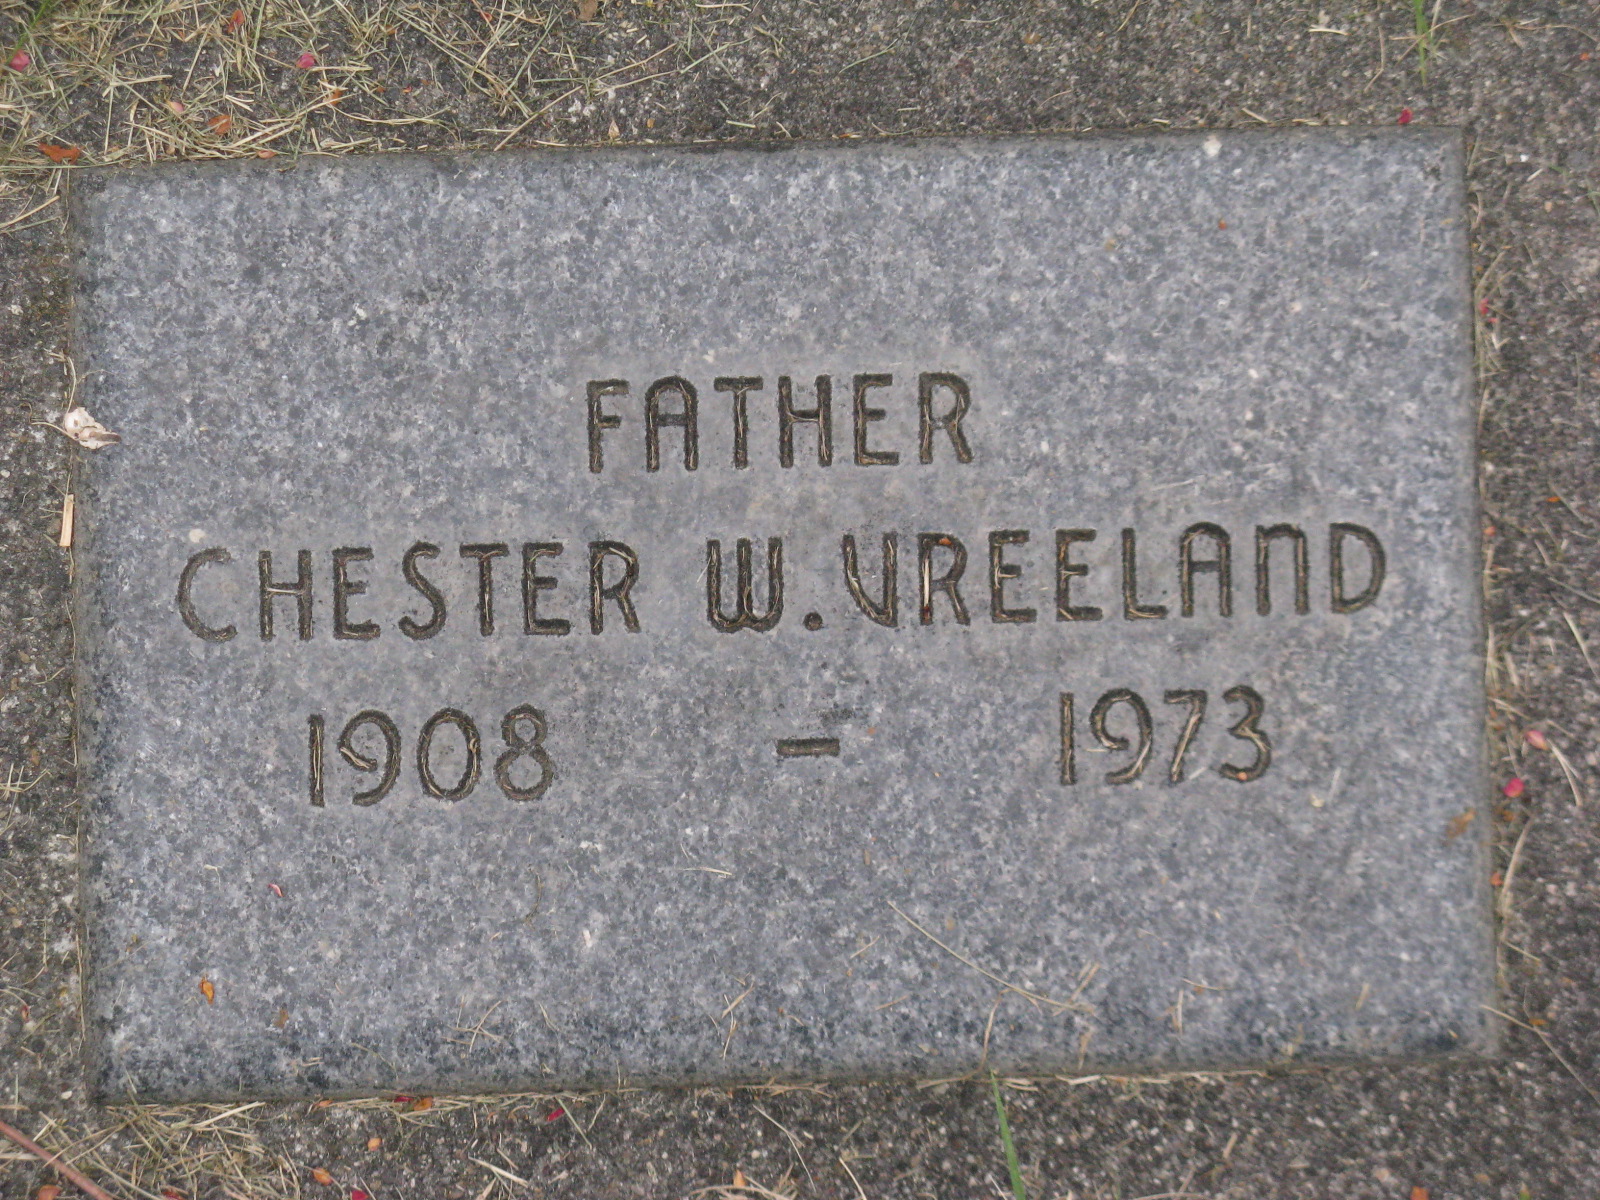 FATHER
CHESTER W. VREELAND
1908 – 1973